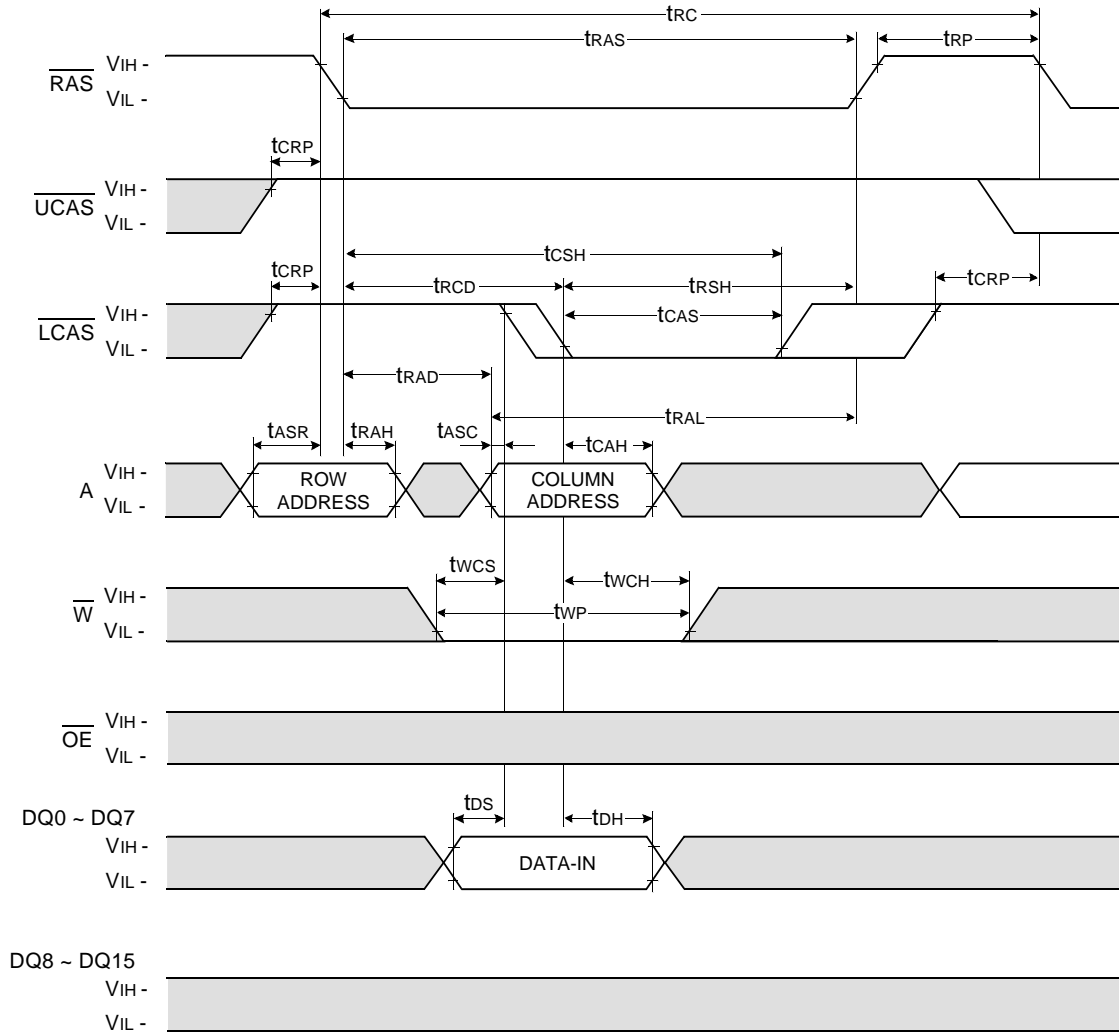 tRC
tRAS
tRP
RAS
VIH -
VIL -
tCRP
UCAS
VIH -
VIL -
tCSH
tCRP
tRCD
tRSH
tCRP
LCAS
VIH -
VIL -
tCAS
tRAD
tRAL
tASR
tRAH
tASC
tCAH
A
VIH -
VIL -
ROW
ADDRESS
COLUMN
ADDRESS
tWCS
tWCH
W
VIH -
VIL -
tWP
OE
VIH -
VIL -
DQ0 ~ DQ7
tDS
tDH
VIH -
VIL -
DATA-IN
DQ8 ~ DQ15
VIH -
VIL -